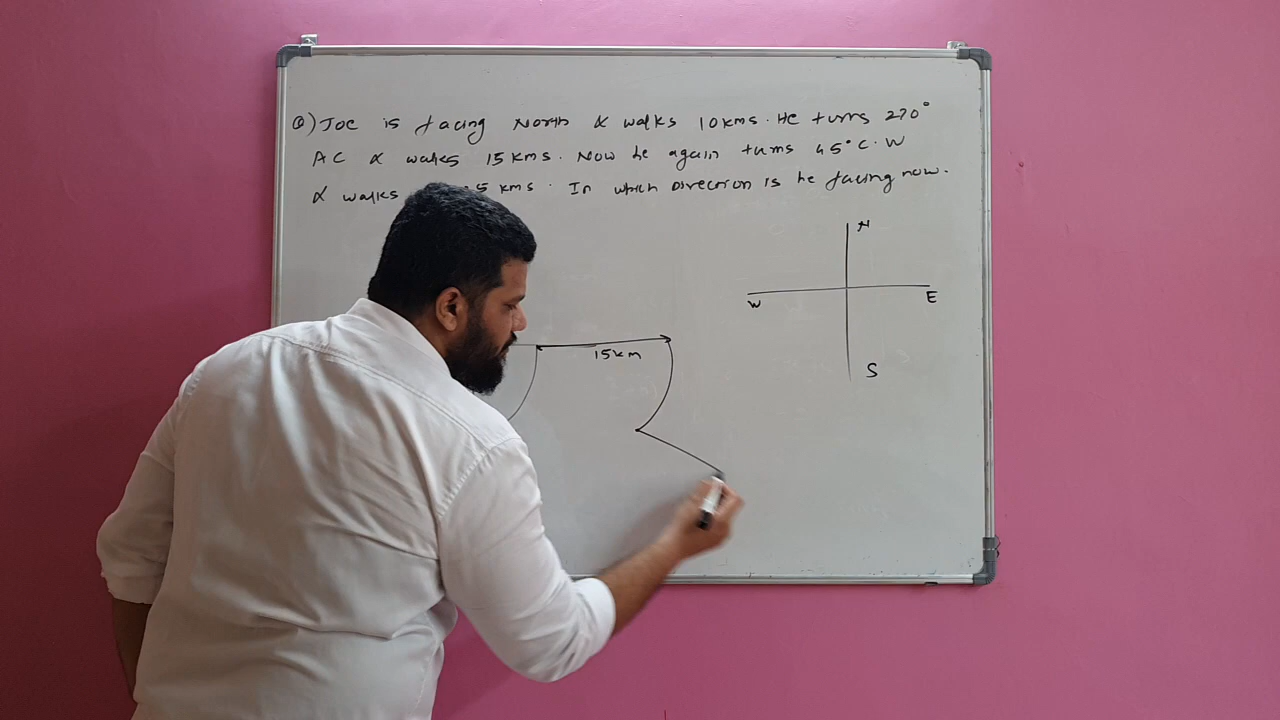 Q) Joe is facing North & walks 10 kms. He turns 270°
AC & walks 15 kms. Now he again turns 45° C.W
& walks 5 kms. In which Direction is he facing now.
N
W E
15 km
S